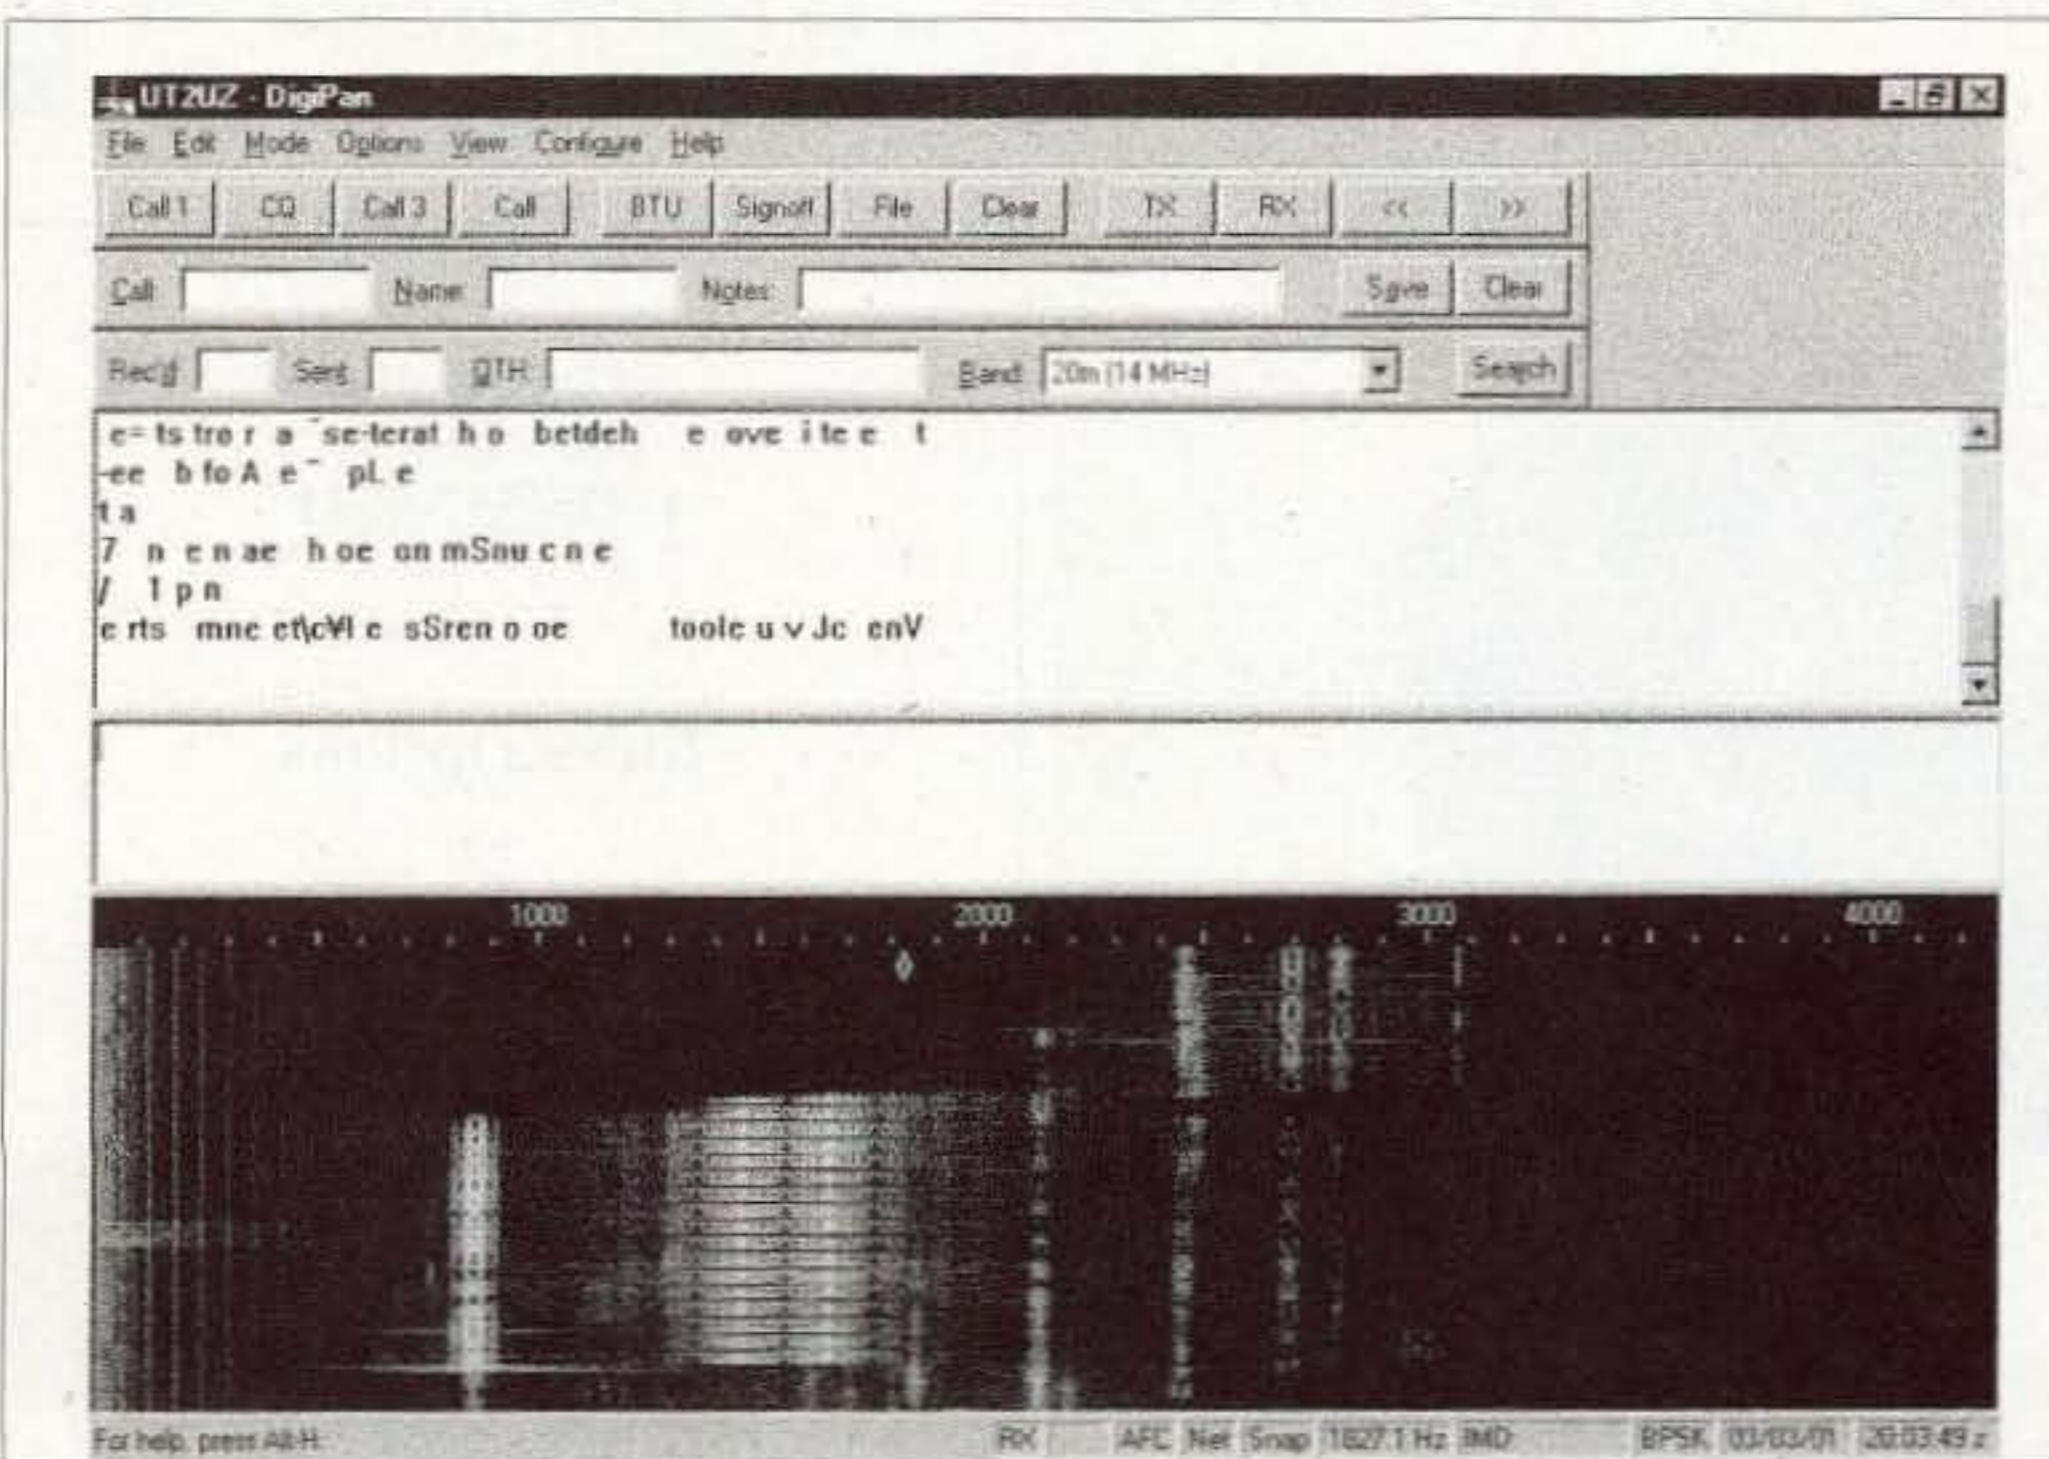 UT2UZ - DigiPan
File Edit Mode Options View Configure Help
Call 1 CQ Call 3 Call BTU Signoff File Clear TX RX << >>
Call: Name: Notes: Save Clear
Rec'd Sent QTH: Band: 20m (14 MHz) Search
e= ts tro r a ¯se-terat h o betdeh e ove i te e t
-ee b fo A e ¯ pL e
t a
7 n e n ae h oe on mSnu c n e
/ 1 p n
e rts mne et\c¥l e sSren o oe toole u v Jc enV
1000 2000 3000 4000
For help, press Alt-H. RX AFC Net Snap 1827.1 Hz IMD BPSK 03/03/01 20:03:49 z